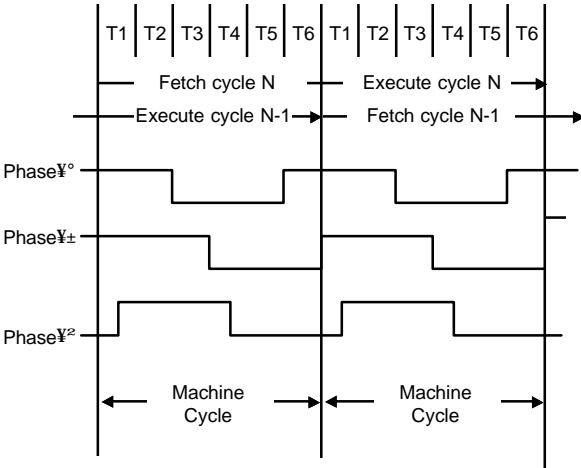 T1 T2 T3 T4 T5 T6 T1 T2 T3 T4 T5 T6
Fetch cycle N Execute cycle N
Execute cycle N-1 Fetch cycle N-1
Phase¥°
Phase¥±
Phase¥²
Machine Cycle Machine Cycle